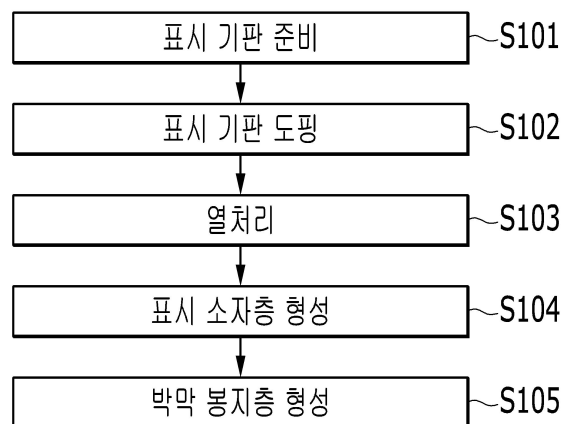 표시 기판 준비 S101
표시 기판 도핑 S102
열처리 S103
표시 소자층 형성 S104
박막 봉지층 형성 S105